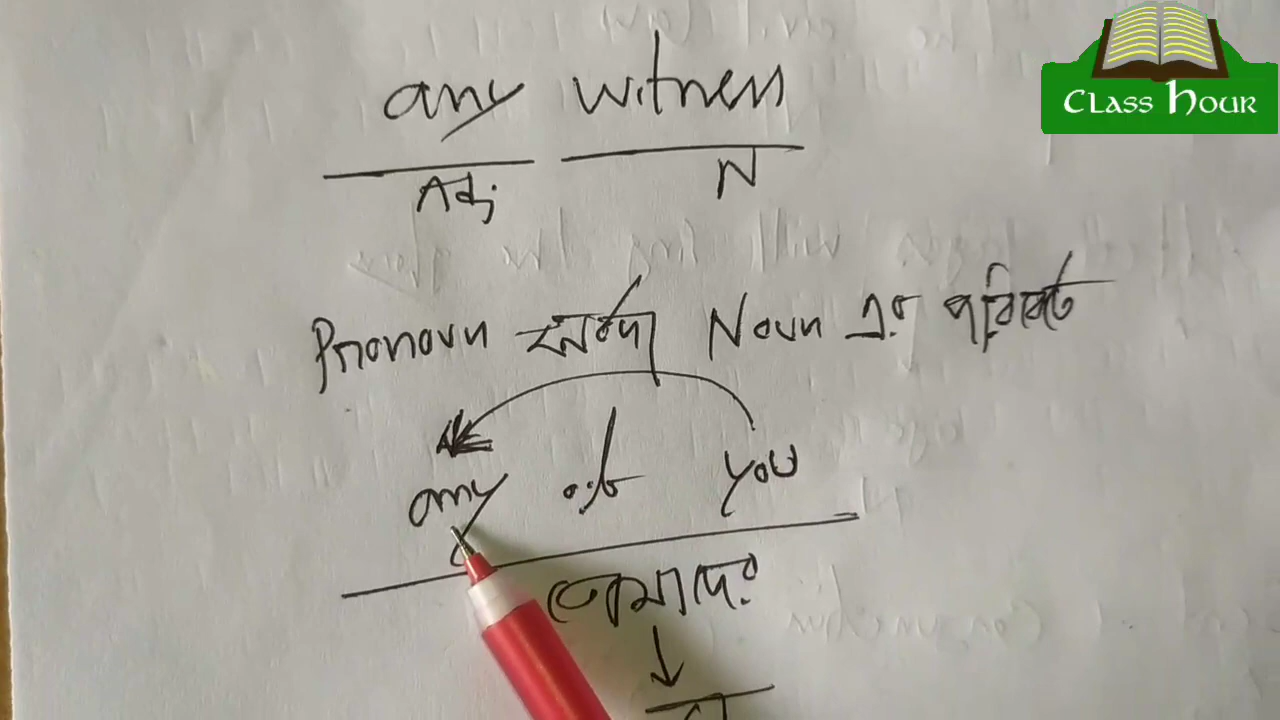 CLASS HOUR
any witness
Adj N
Pronoun সর্বদা Noun এর পরিবর্তে
any of you
তোমাদের